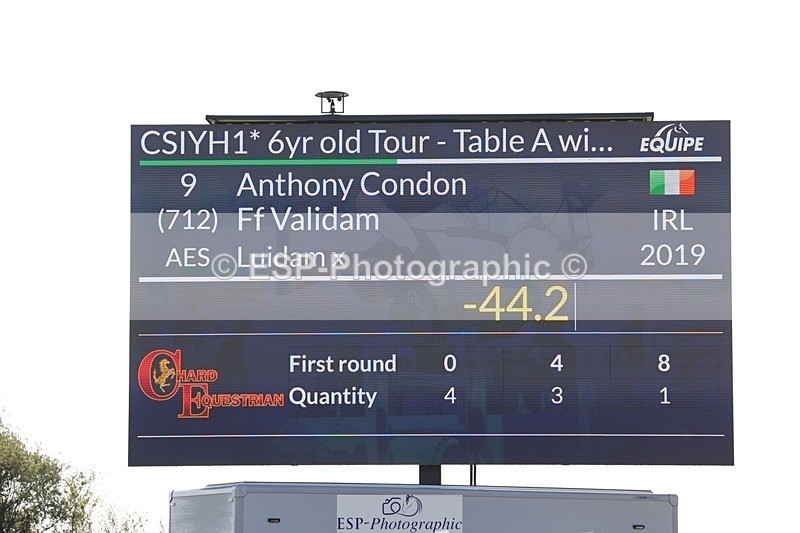 CSIYH1* 6yr old Tour - Table A wi... EQUIPE
9 Anthony Condon
(712) Ff Validam IRL
AES Luidam x 2019
© ESP-Photographic ©
-44.2
First round 0 4 8
Quantity 4 3 1
CHARD
EQUESTRIAN
ESP-Photographic